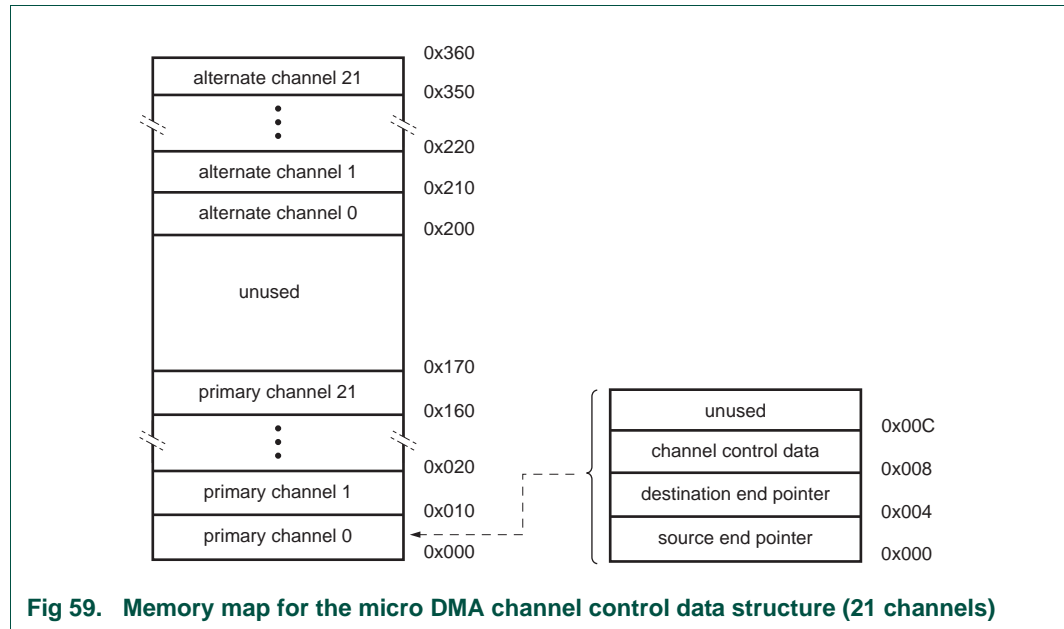 0x360
alternate channel 21
0x350
0x220
alternate channel 1
0x210
alternate channel 0
0x200
unused
0x170
primary channel 21
0x160
0x020
primary channel 1
0x010
primary channel 0
0x000
unused
0x00C
channel control data
0x008
destination end pointer
0x004
source end pointer
0x000
Fig 59. Memory map for the micro DMA channel control data structure (21 channels)